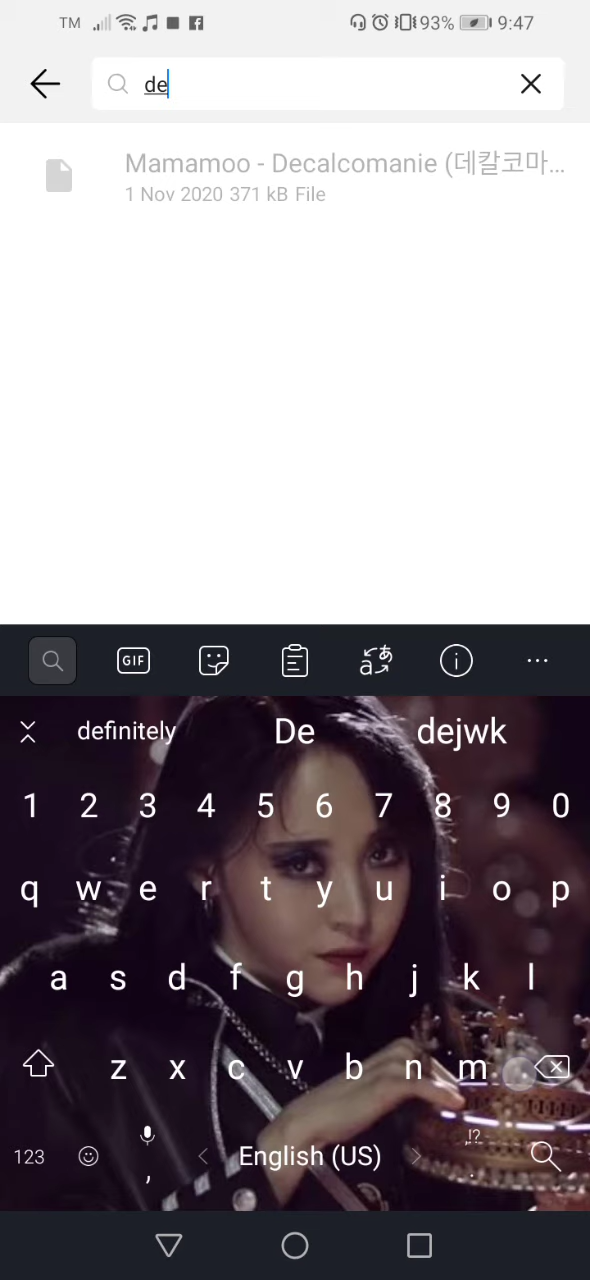 TM 93% 9:47
de
Mamamoo - Decalcomanie (데칼코마...
1 Nov 2020 371 kB File
GIF
definitely De dejwk
1 2 3 4 5 6 7 8 9 0
q w e r t y u i o p
a s d f g h j k l
z x c v b n m
123 , English (US) ,!? .